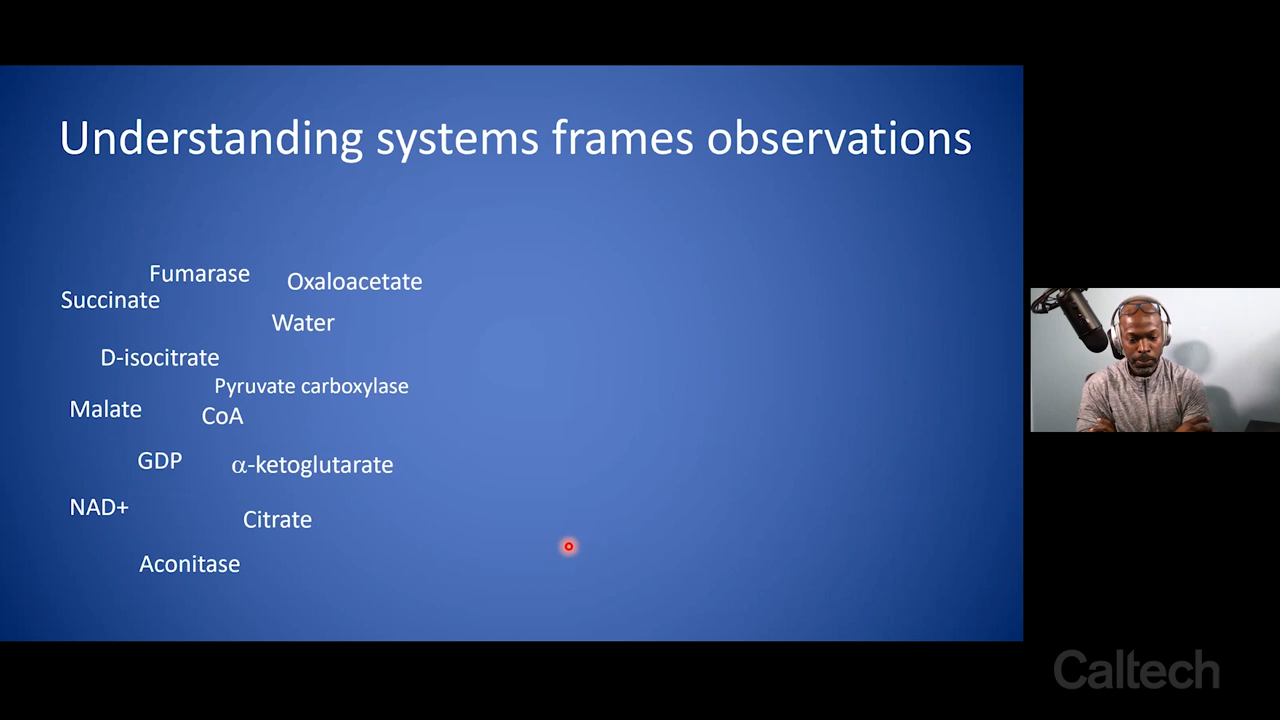 Understanding systems frames observations
Fumarase
Oxaloacetate
Succinate
Water
D-isocitrate
Pyruvate carboxylase
Malate
CoA
GDP
α-ketoglutarate
NAD+
Citrate
Aconitase
Caltech